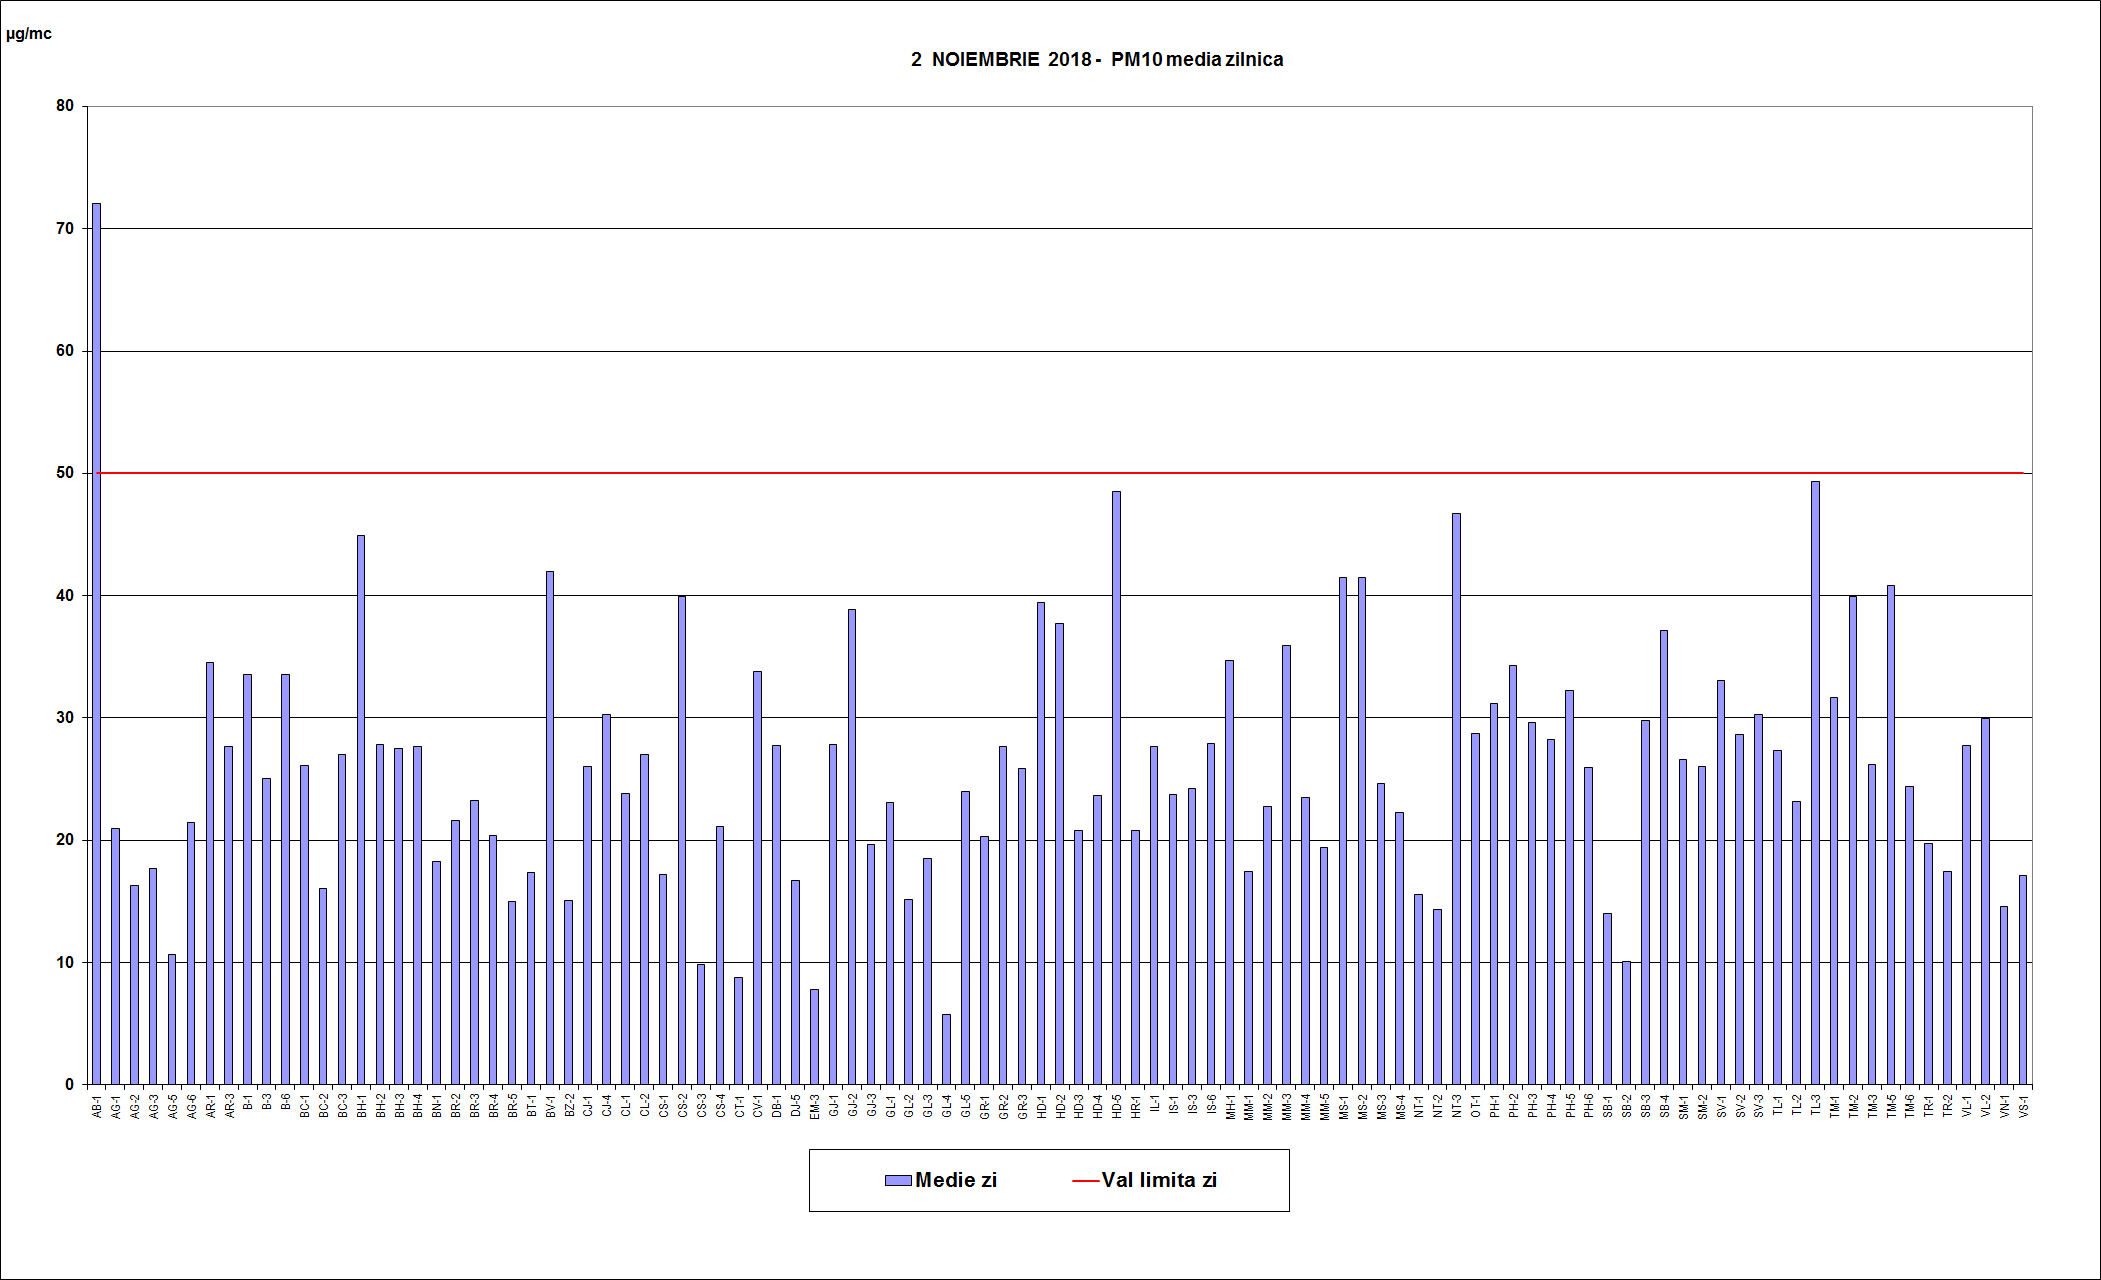 µg/mc
2 NOIEMBRIE 2018 - PM10 media zilnica
80
70
60
50
40
30
20
10
0
AB-1 AG-1 AG-2 AG-3 AG-5 AG-6 AR-1 AR-3 B-1 B-3 B-6 BC-1 BC-2 BC-3 BH-1 BH-2 BH-3 BH-4 BN-1 BR-2 BR-3 BR-4 BR-5 BT-1 BV-1 BZ-2 CJ-1 CJ-4 CL-1 CL-2 CS-1 CS-2 CS-3 CS-4 CT-1 CV-1 DB-1 DJ-5 EM-3 GJ-1 GJ-2 GJ-3 GL-1 GL-2 GL-3 GL-4 GL-5 GR-1 GR-2 GR-3 HD-1 HD-2 HD-3 HD-4 HD-5 HR-1 IL-1 IS-1 IS-3 IS-6 MH-1 MM-1 MM-2 MM-3 MM-4 MM-5 MS-1 MS-2 MS-3 MS-4 NT-1 NT-2 NT-3 OT-1 PH-1 PH-2 PH-3 PH-4 PH-5 PH-6 SB-1 SB-2 SB-3 SB-4 SM-1 SM-2 SV-1 SV-2 SV-3 TL-1 TL-2 TL-3 TM-1 TM-2 TM-3 TM-5 TM-6 TR-1 TR-2 VL-1 VL-2 VN-1 VS-1
Medie zi Val limita zi